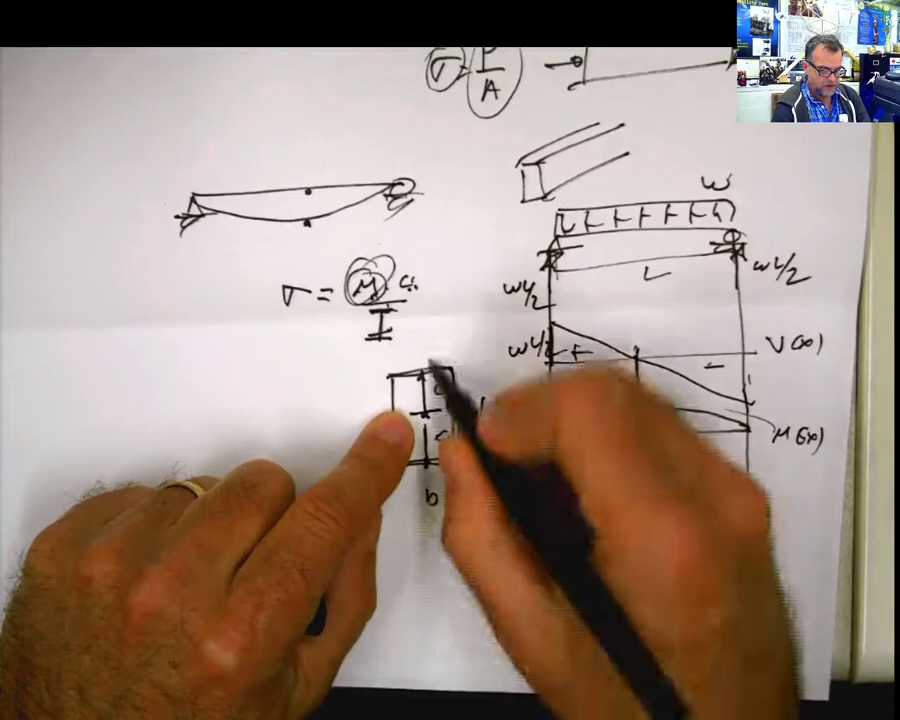 σ = P/A
w
L
wL/2
wL/2
σ = Mc/I
wL/2
+
-
V(x)
c
c
M(x)
b